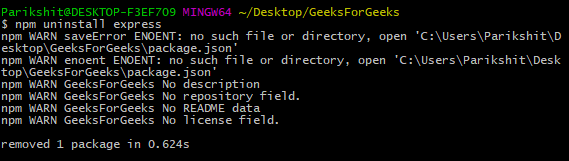 Parikshit@DESKTOP-F3EF7O9 MINGW64 ~/Desktop/GeeksForGeeks
$ npm uninstall express
npm WARN saveError ENOENT: no such file or directory, open 'C:\Users\Parikshit\D
esktop\GeeksForGeeks\package.json'
npm WARN enoent ENOENT: no such file or directory, open 'C:\Users\Parikshit\Desk
top\GeeksForGeeks\package.json'
npm WARN GeeksForGeeks No description
npm WARN GeeksForGeeks No repository field.
npm WARN GeeksForGeeks No README data
npm WARN GeeksForGeeks No license field.
removed 1 package in 0.624s